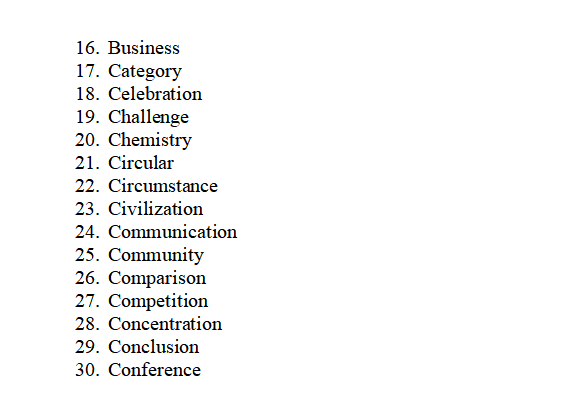 16. Business
17. Category
18. Celebration
19. Challenge
20. Chemistry
21. Circular
22. Circumstance
23. Civilization
24. Communication
25. Community
26. Comparison
27. Competition
28. Concentration
29. Conclusion
30. Conference